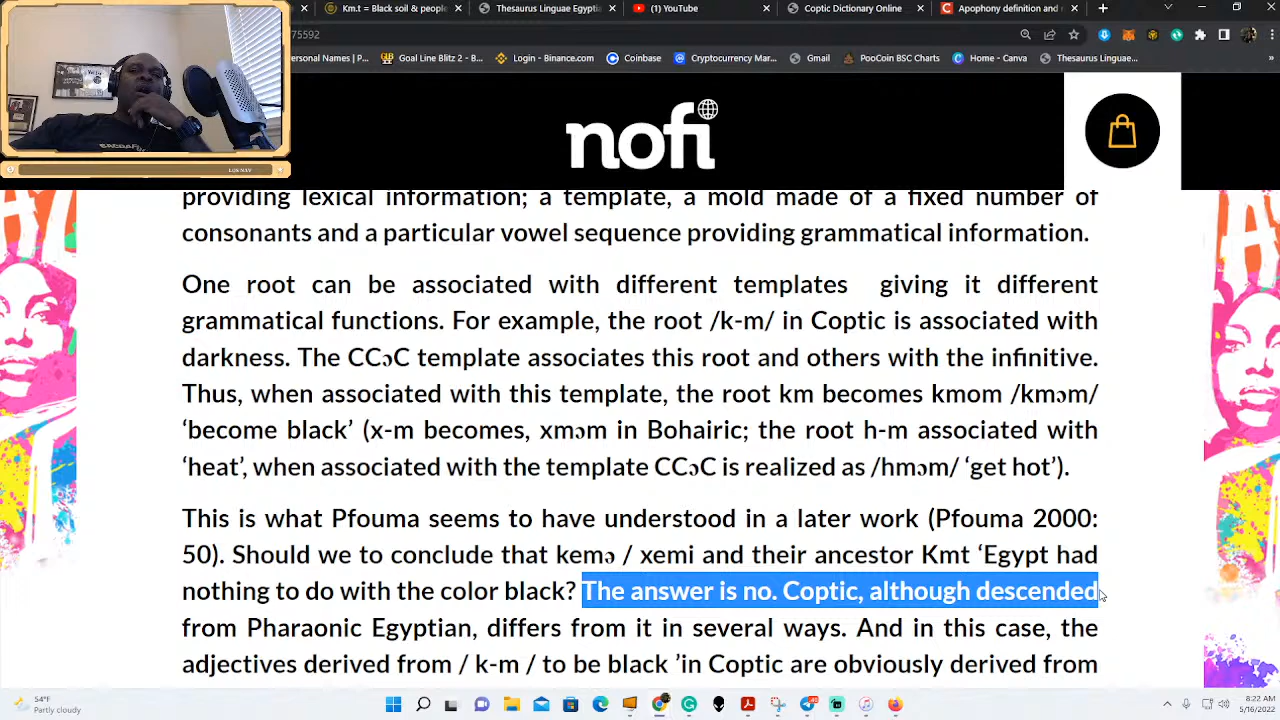 Km.t = Black soil & people
Thesaurus Linguae Egyptia
(1) YouTube
Coptic Dictionary Online
Apophony definition and
75592
ersonal Names | P...
Goal Line Blitz 2 - B...
Login - Binance.com
Coinbase
Cryptocurrency Mar...
Gmail
PooCoin BSC Charts
Home - Canva
Thesaurus Linguae...
»
nofi
providing lexical information; a template, a mold made of a fixed number of
consonants and a particular vowel sequence providing grammatical information.
One root can be associated with different templates giving it different
grammatical functions. For example, the root /k-m/ in Coptic is associated with
darkness. The CCɔC template associates this root and others with the infinitive.
Thus, when associated with this template, the root km becomes kmom /kmɔm/
‘become black’ (x-m becomes, xmɔm in Bohairic; the root h-m associated with
‘heat’, when associated with the template CCɔC is realized as /hmɔm/ ‘get hot’).
This is what Pfouma seems to have understood in a later work (Pfouma 2000:
50). Should we to conclude that kemə / xemi and their ancestor Kmt ‘Egypt had
nothing to do with the color black? The answer is no. Coptic, although descended
from Pharaonic Egyptian, differs from it in several ways. And in this case, the
adjectives derived from / k-m / to be black ’in Coptic are obviously derived from
54°F
Partly cloudy
8:22 AM
5/16/2022